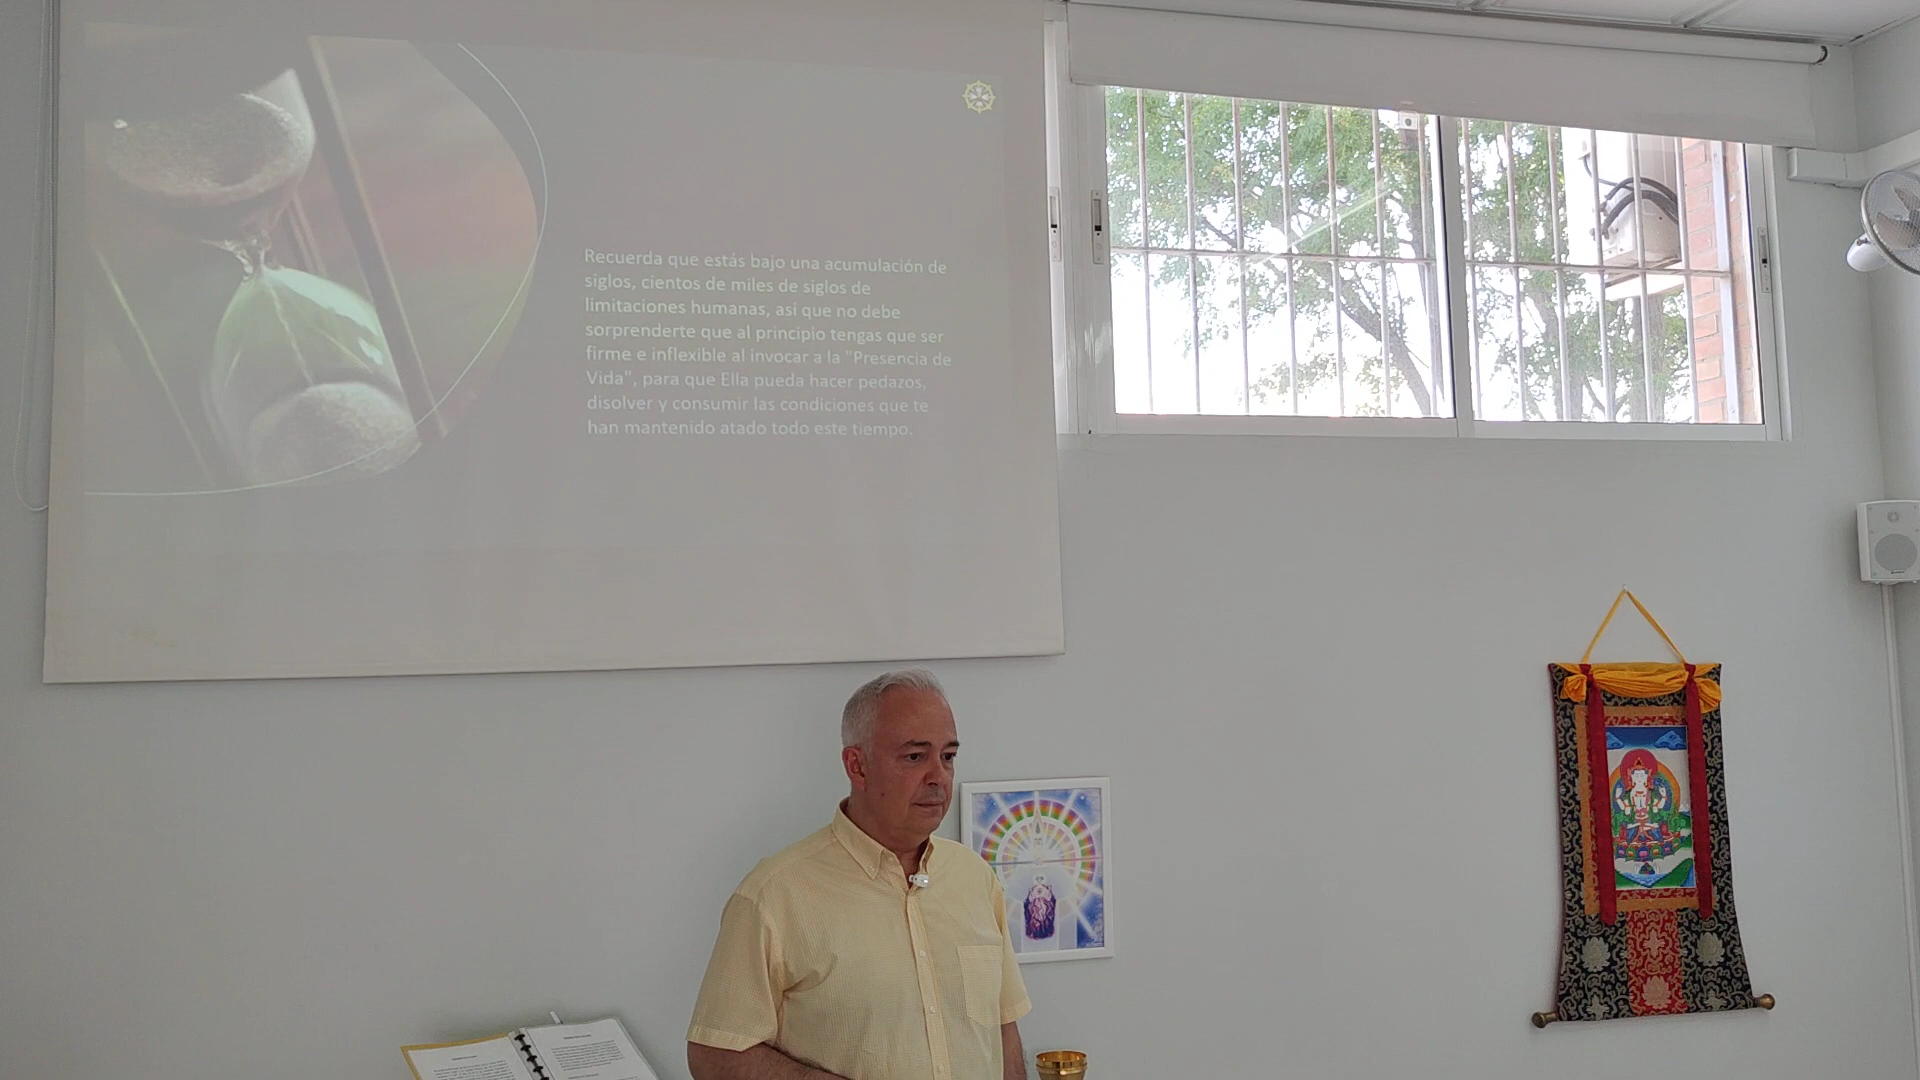 Recuerda que estás bajo una acumulación de
siglos, cientos de miles de siglos de
limitaciones humanas, así que no debe
sorprenderte que al principio tengas que ser
firme e inflexible al invocar a la "Presencia de
Vida", para que Ella pueda hacer pedazos,
disolver y consumir las condiciones que te
han mantenido atado todo este tiempo.